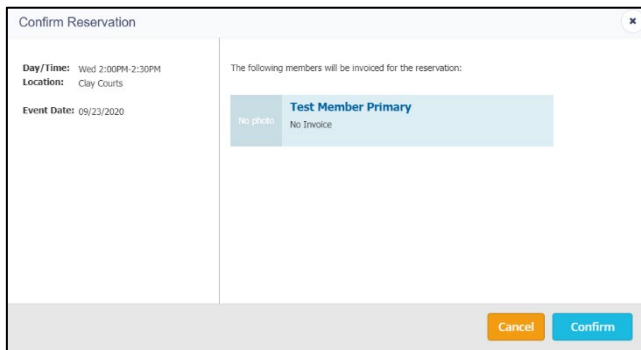 Confirm Reservation
Day/Time: Wed 2:00PM-2:30PM
Location: Clay Courts
Event Date: 09/23/2020
The following members will be invoiced for the reservation:
No photo
Test Member Primary
No Invoice
Cancel
Confirm